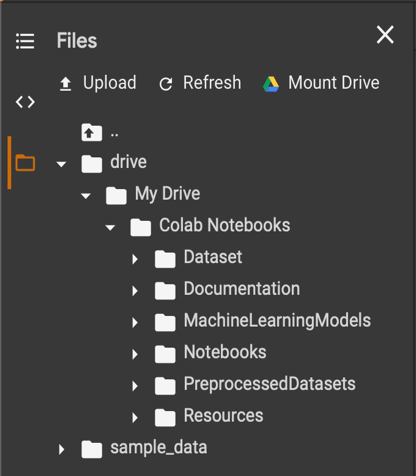 Files
Upload Refresh Mount Drive
..
drive
My Drive
Colab Notebooks
Dataset
Documentation
MachineLearningModels
Notebooks
PreprocessedDatasets
Resources
sample_data